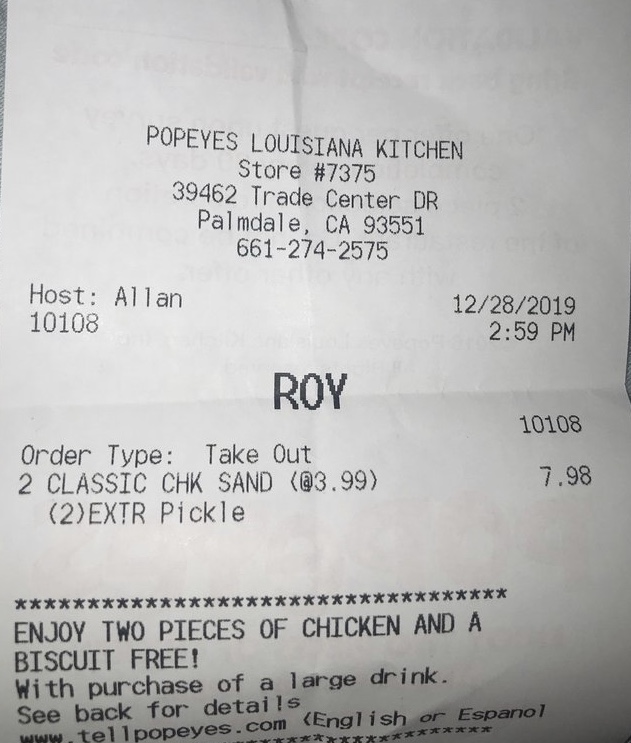 POPEYES LOUISIANA KITCHEN
Store #7375
39462 Trade Center DR
Palmdale, CA 93551
661-274-2575
Host: Allan 12/28/2019
10108 2:59 PM
ROY
10108
Order Type: Take Out
2 CLASSIC CHK SAND (@3.99) 7.98
(2)EXTR Pickle
***********************************
ENJOY TWO PIECES OF CHICKEN AND A
BISCUIT FREE!
With purchase of a large drink.
See back for details
www.tellpopeyes.com (English or Espanol